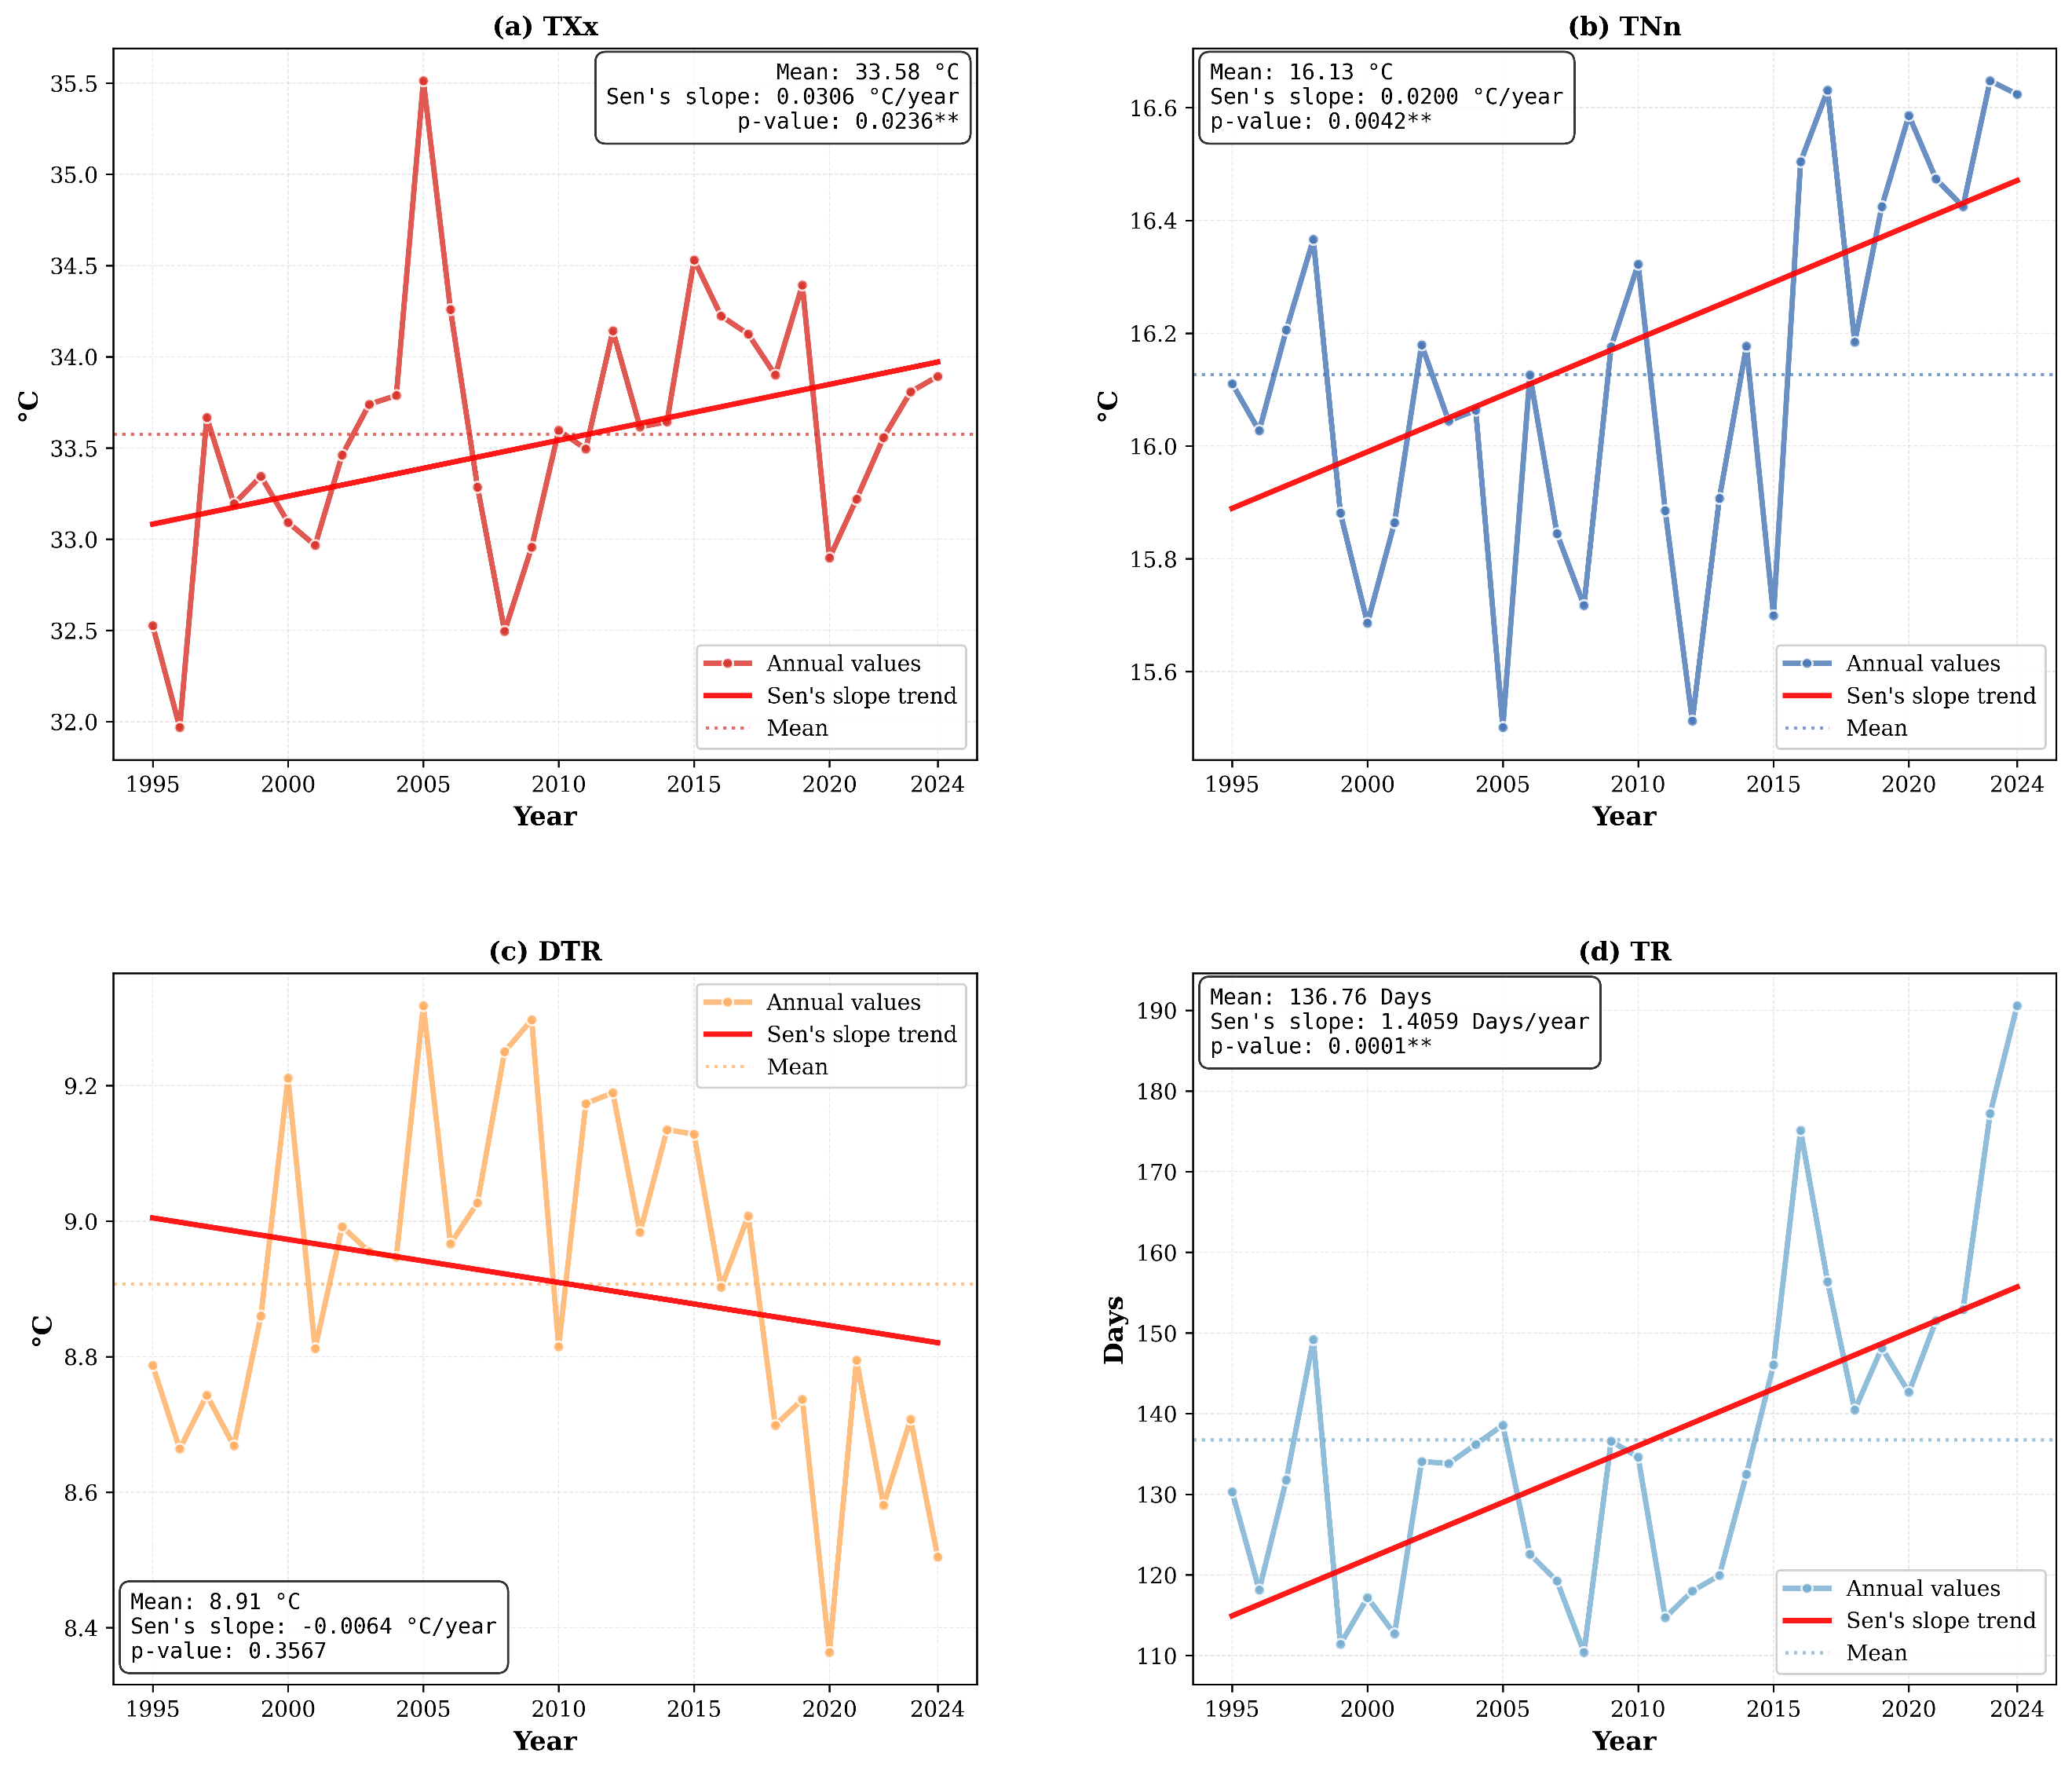 (a) TXx
Mean: 33.58 °C
Sen's slope: 0.0306 °C/year
p-value: 0.0236**
35.5
35.0
34.5
34.0
33.5
33.0
32.5
32.0
°C
Annual values
Sen's slope trend
Mean
1995 2000 2005 2010 2015 2020 2024
Year
(b) TNn
Mean: 16.13 °C
Sen's slope: 0.0200 °C/year
p-value: 0.0042**
16.6
16.4
16.2
16.0
15.8
15.6
°C
Annual values
Sen's slope trend
Mean
1995 2000 2005 2010 2015 2020 2024
Year
(c) DTR
Annual values
Sen's slope trend
Mean
9.2
9.0
8.8
8.6
8.4
°C
Mean: 8.91 °C
Sen's slope: -0.0064 °C/year
p-value: 0.3567
1995 2000 2005 2010 2015 2020 2024
Year
(d) TR
Mean: 136.76 Days
Sen's slope: 1.4059 Days/year
p-value: 0.0001**
190
180
170
160
150
140
130
120
110
Days
Annual values
Sen's slope trend
Mean
1995 2000 2005 2010 2015 2020 2024
Year